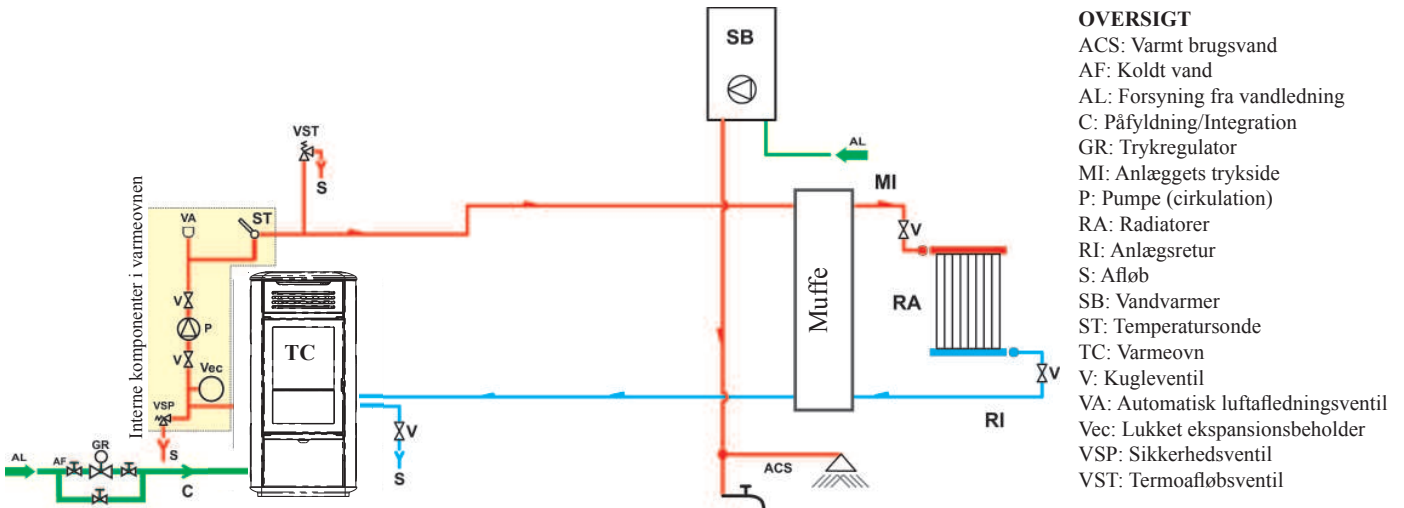 SB
AL
VST
S
MI
VA
ST
V
V
P
V
Vec
VSP
S
Interne komponenter i varmeovnen
TC
Muffe
RA
V
RI
V
S
AL
AF
GR
C
ACS
OVERSIGT
ACS: Varmt brugsvand
AF: Koldt vand
AL: Forsyning fra vandledning
C: Påfyldning/Integration
GR: Trykregulator
MI: Anlæggets trykside
P: Pumpe (cirkulation)
RA: Radiatorer
RI: Anlægsretur
S: Afløb
SB: Vandvarmer
ST: Temperatursonde
TC: Varmeovn
V: Kugleventil
VA: Automatisk luftafledningsventil
Vec: Lukket ekspansionsbeholder
VSP: Sikkerhedsventil
VST: Termoafløbsventil